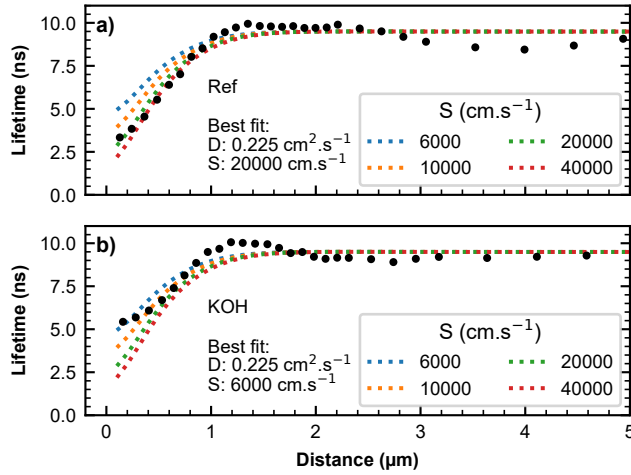 10.0
7.5
5.0
2.5
0.0
Lifetime (ns)
a)
Ref
Best fit:
D: 0.225 cm².s⁻¹
S: 20000 cm.s⁻¹
S (cm.s⁻¹)
6000
20000
10000
40000
10.0
7.5
5.0
2.5
0.0
Lifetime (ns)
b)
KOH
Best fit:
D: 0.225 cm².s⁻¹
S: 6000 cm.s⁻¹
S (cm.s⁻¹)
6000
20000
10000
40000
0 1 2 3 4 5
Distance (µm)